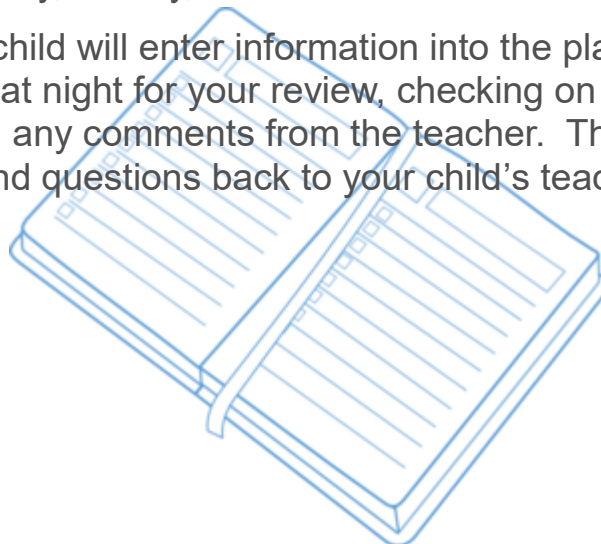 child will enter information into the pla
at night for your review, checking on
any comments from the teacher. Th
nd questions back to your child’s teac